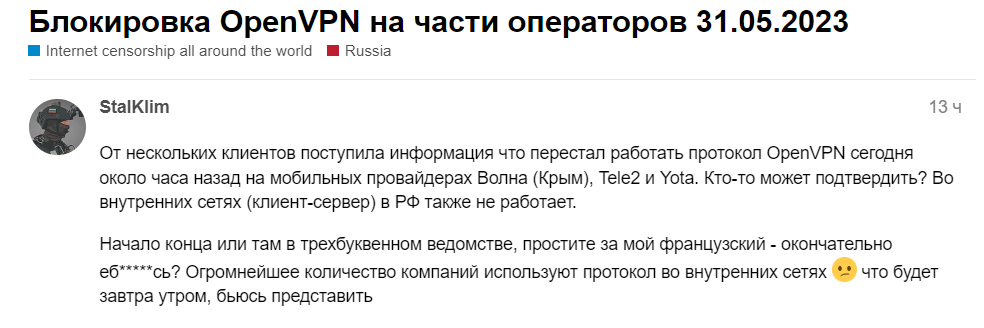 Блокировка OpenVPN на части операторов 31.05.2023
Internet censorship all around the world Russia
StalKlim 13 ч
От нескольких клиентов поступила информация что перестал работать протокол OpenVPN сегодня
около часа назад на мобильных провайдерах Волна (Крым), Tele2 и Yota. Кто-то может подтвердить? Во
внутренних сетях (клиент-сервер) в РФ также не работает.
Начало конца или там в трехбуквенном ведомстве, простите за мой французский - окончательно
еб*****сь? Огромнейшее количество компаний используют протокол во внутренних сетях 😕 что будет
завтра утром, бьюсь представить